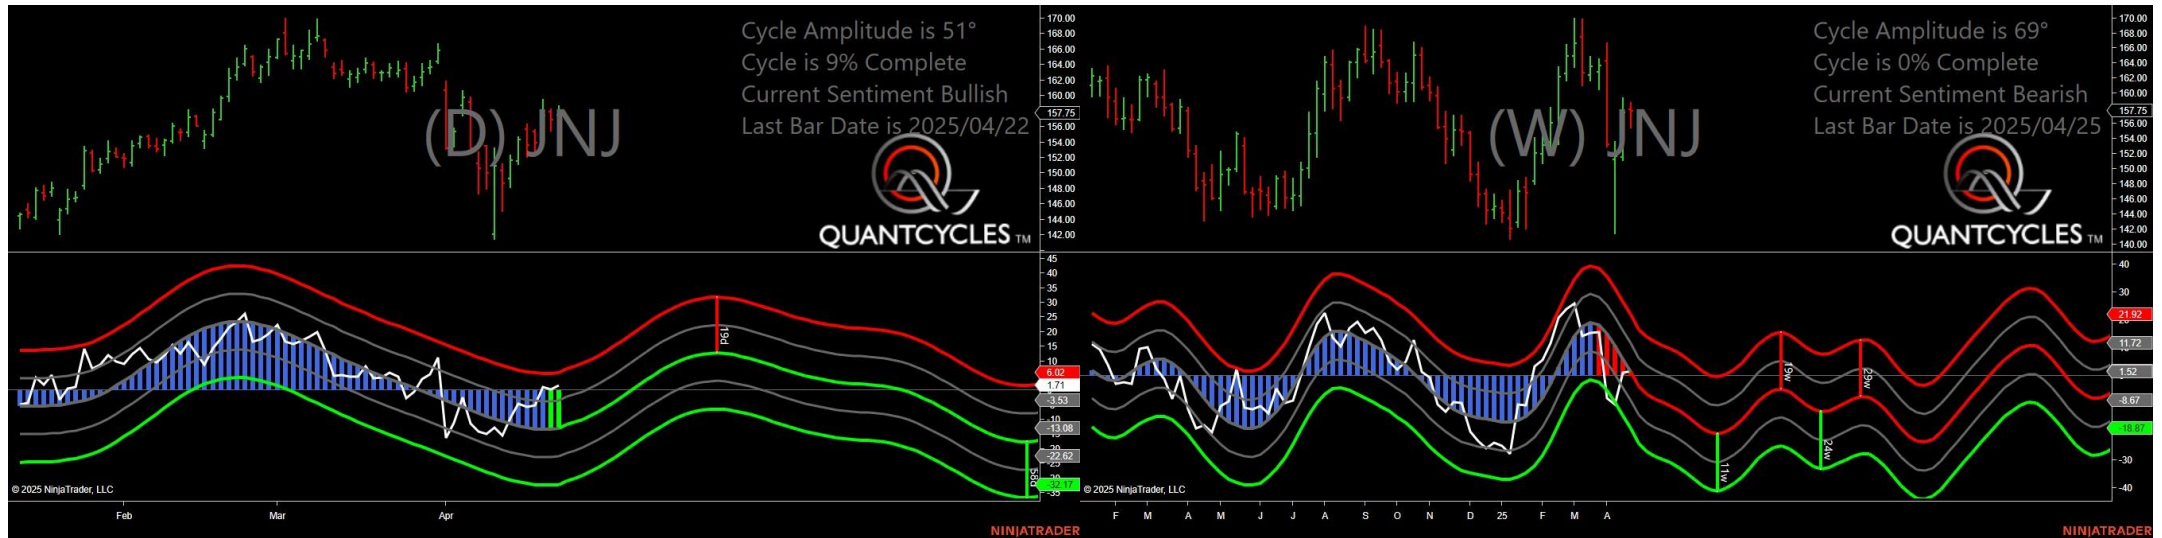 Cycle Amplitude is 51°
Cycle is 9% Complete
Current Sentiment Bullish
Last Bar Date is 2025/04/22
(D) JNJ
QUANTCYCLES TM
170.00
168.00
166.00
164.00
162.00
160.00
157.75
156.00
154.00
152.00
150.00
148.00
146.00
144.00
142.00
45
40
35
30
25
20
15
10
6.02
1.71
-3.53
-13.08
-22.62
-32.17
-35
19d
58d
© 2025 NinjaTrader, LLC
Feb Mar Apr
NINJATRADER
Cycle Amplitude is 69°
Cycle is 0% Complete
Current Sentiment Bearish
Last Bar Date is 2025/04/25
(W) JNJ
QUANTCYCLES TM
170.00
168.00
166.00
164.00
162.00
160.00
157.75
156.00
154.00
152.00
150.00
148.00
146.00
144.00
142.00
140.00
40
30
21.92
11.72
1.52
-8.67
-18.87
-30
-40
11w
19w
24w
29w
© 2025 NinjaTrader, LLC
F M A M J J A S O N D 25 F M A
NINJATRADER